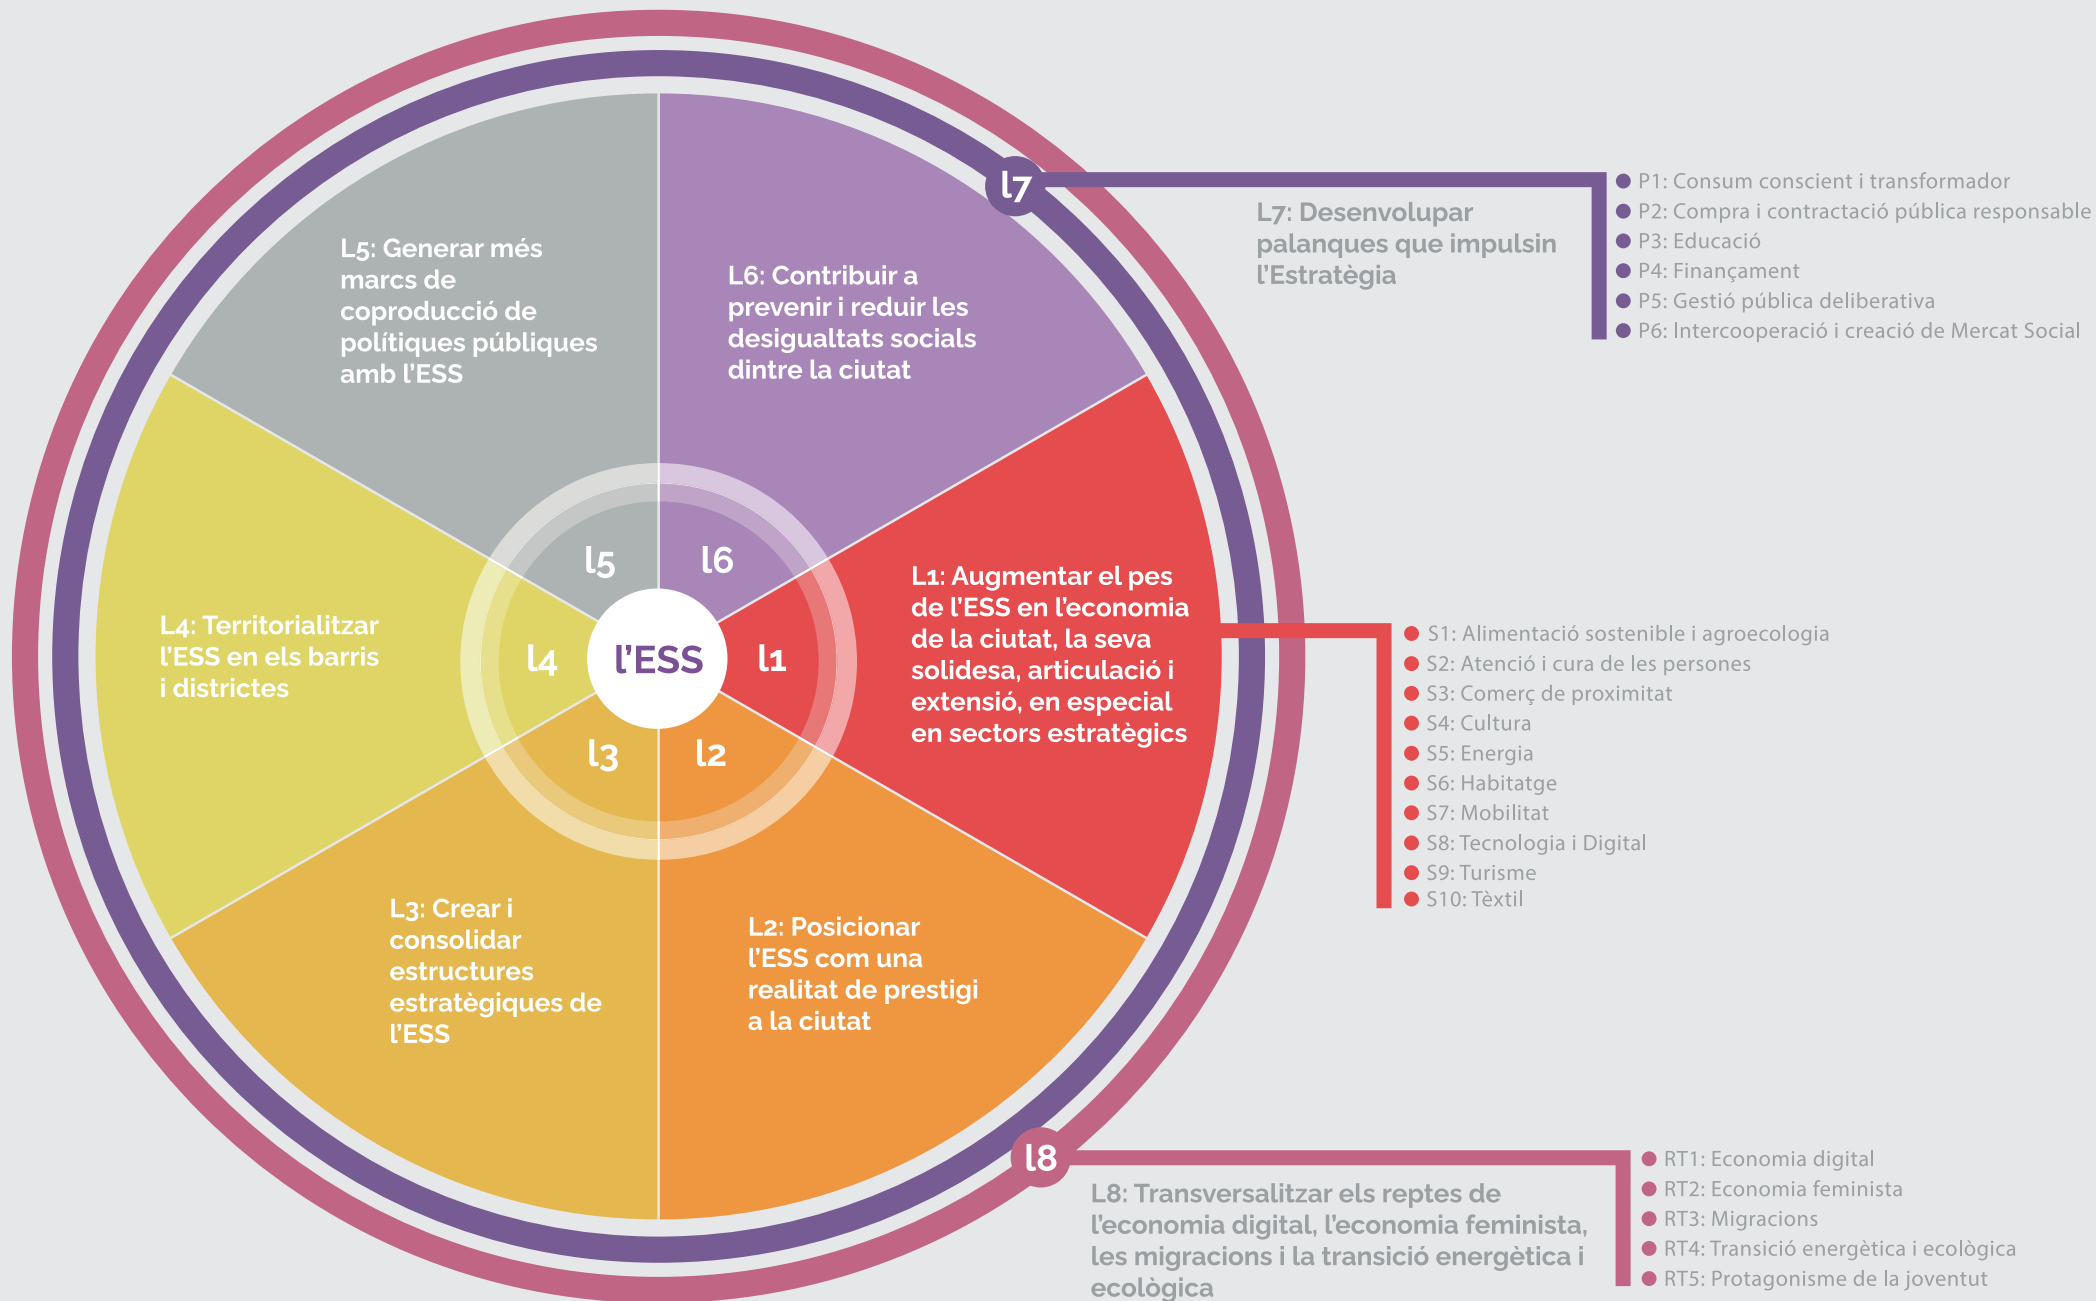 L5: Generar més
marcs de
coproducció de
polítiques públiques
amb l'ESS
L6: Contribuir a
prevenir i reduir les
desigualtats socials
dintre la ciutat
l7
L7: Desenvolupar
palanques que impulsin
l'Estratègia
P1: Consum conscient i transformador
P2: Compra i contractació pública responsable
P3: Educació
P4: Finançament
P5: Gestió pública deliberativa
P6: Intercooperació i creació de Mercat Social
L4: Territorialitzar
l'ESS en els barris
i districtes
l5
l6
l4
l'ESS
l1
l3
l2
L1: Augmentar el pes
de l'ESS en l'economia
de la ciutat, la seva
solidesa, articulació i
extensió, en especial
en sectors estratègics
S1: Alimentació sostenible i agroecologia
S2: Atenció i cura de les persones
S3: Comerç de proximitat
S4: Cultura
S5: Energia
S6: Habitatge
S7: Mobilitat
S8: Tecnologia i Digital
S9: Turisme
S10: Tèxtil
L3: Crear i
consolidar
estructures
estratègiques de
l'ESS
L2: Posicionar
l'ESS com una
realitat de prestigi
a la ciutat
l8
L8: Transversalitzar els reptes de
l'economia digital, l'economia feminista,
les migracions i la transició energètica i
ecològica
RT1: Economia digital
RT2: Economia feminista
RT3: Migracions
RT4: Transició energètica i ecològica
RT5: Protagonisme de la joventut